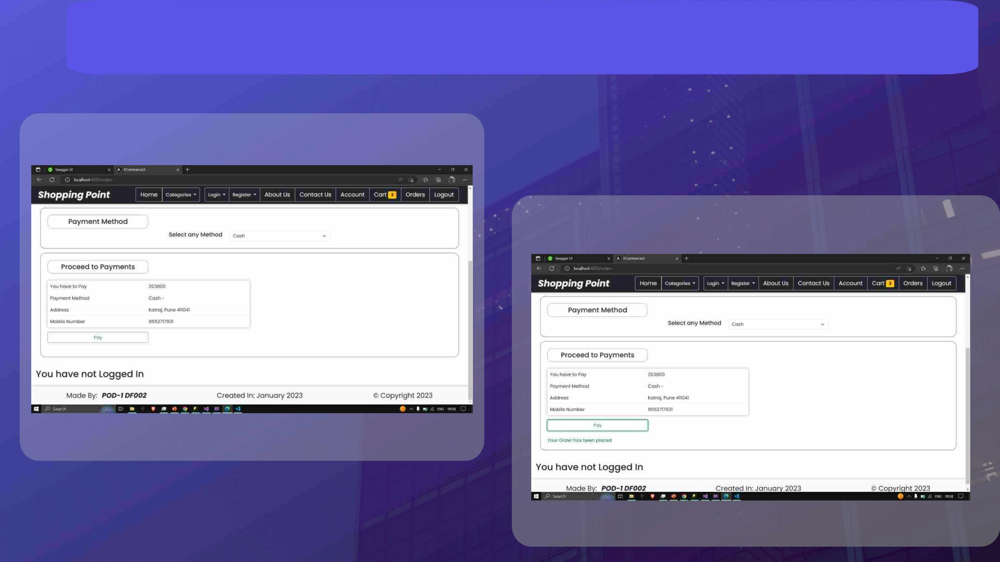 Swagger UI
ECommerceUI
localhost:4200/orders
Shopping Point
Home
Categories
Login
Register
About Us
Contact Us
Account
Cart 3
Orders
Logout
Payment Method
Select any Method
Cash
Proceed to Payments
You have to Pay 203800
Payment Method Cash -
Address Katraj, Pune 411041
Mobile Number 9552717931
Pay
You have not Logged In
Made By: POD-1 DF002
Created In: January 2023
© Copyright 2023
Search
ENG 09:38
Swagger UI
ECommerceUI
localhost:4200/orders
Shopping Point
Home
Categories
Login
Register
About Us
Contact Us
Account
Cart 3
Orders
Logout
Payment Method
Select any Method
Cash
Proceed to Payments
You have to Pay 203800
Payment Method Cash -
Address Katraj, Pune 411041
Mobile Number 9552717931
Pay
Your Order has been placed
You have not Logged In
Made By: POD-1 DF002
Created In: January 2023
© Copyright 2023
Search
ENG 09:38